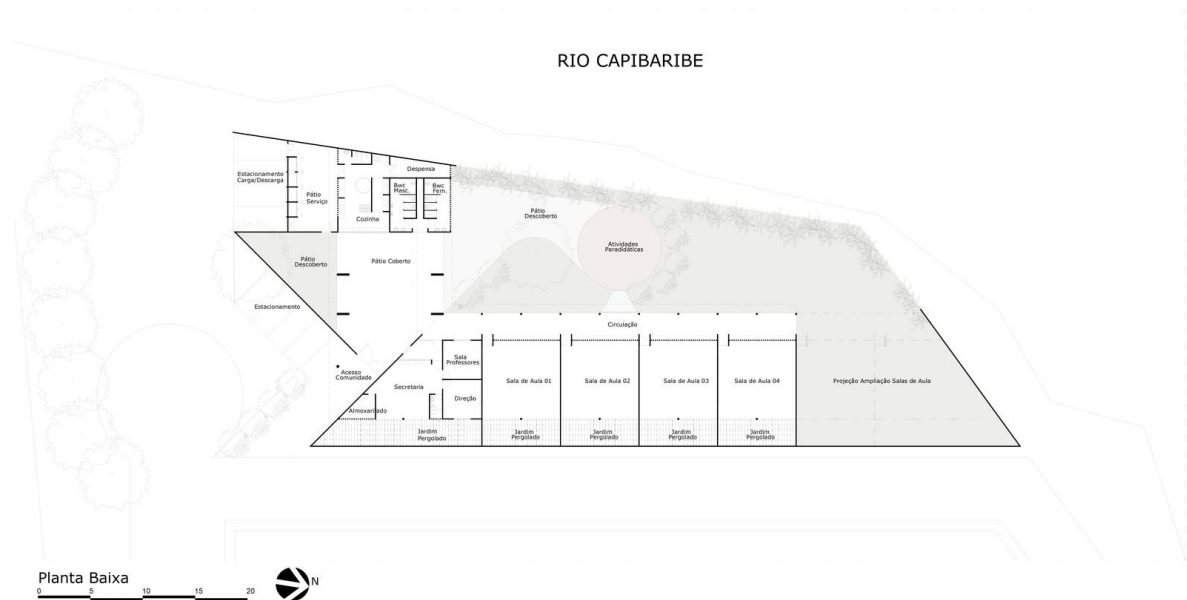 RIO CAPIBARIBE
Despensa
Estacionamento
Carga/Descarga
Bwc
Masc.
Bwc
Fem.
Pátio
Serviço
Cozinha
Pátio
Descoberto
Atividades
Paradidáticas
Pátio
Descoberto
Pátio Coberto
Estacionamento
Circulação
Sala
Professores
Acesso
Comunidade
Secretaria
Sala de Aula 01
Sala de Aula 02
Sala de Aula 03
Sala de Aula 04
Projeção Ampliação Salas de Aula
Direção
Almoxarifado
Jardim
Pergolado
Jardim
Pergolado
Jardim
Pergolado
Jardim
Pergolado
Jardim
Pergolado
Planta Baixa
0 5 10 15 20
N